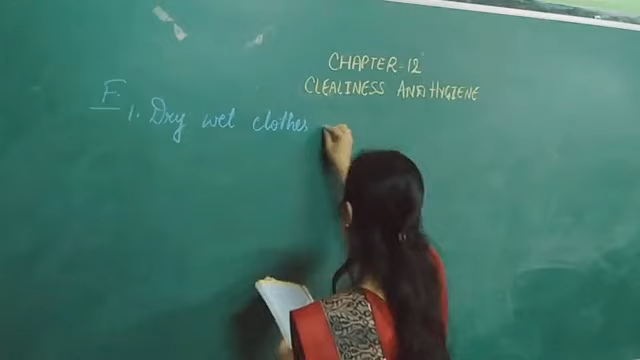 CHAPTER-12
CLEALINESS AND HYGIENE
F.
1. Dry wet clothes